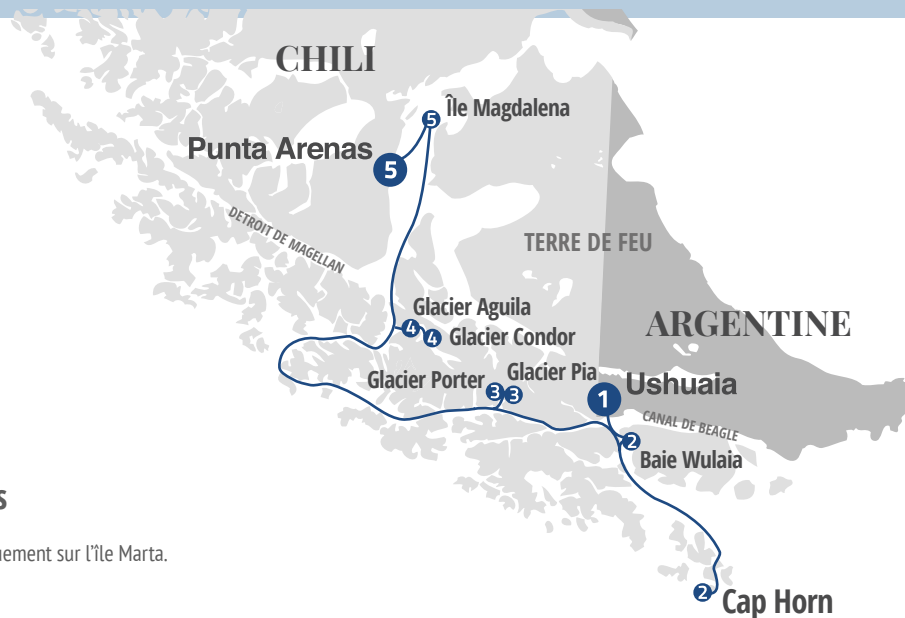 CHILI
5
Île Magdalena
Punta Arenas
5
DETROIT DE MAGELLAN
TERRE DE FEU
Glacier Aguila
4
4
Glacier Condor
ARGENTINE
Glacier Porter
Glacier Pia
3
3
1
Ushuaia
CANAL DE BEAGLE
2
Baie Wulaia
sur l'île Marta.
2
Cap Horn